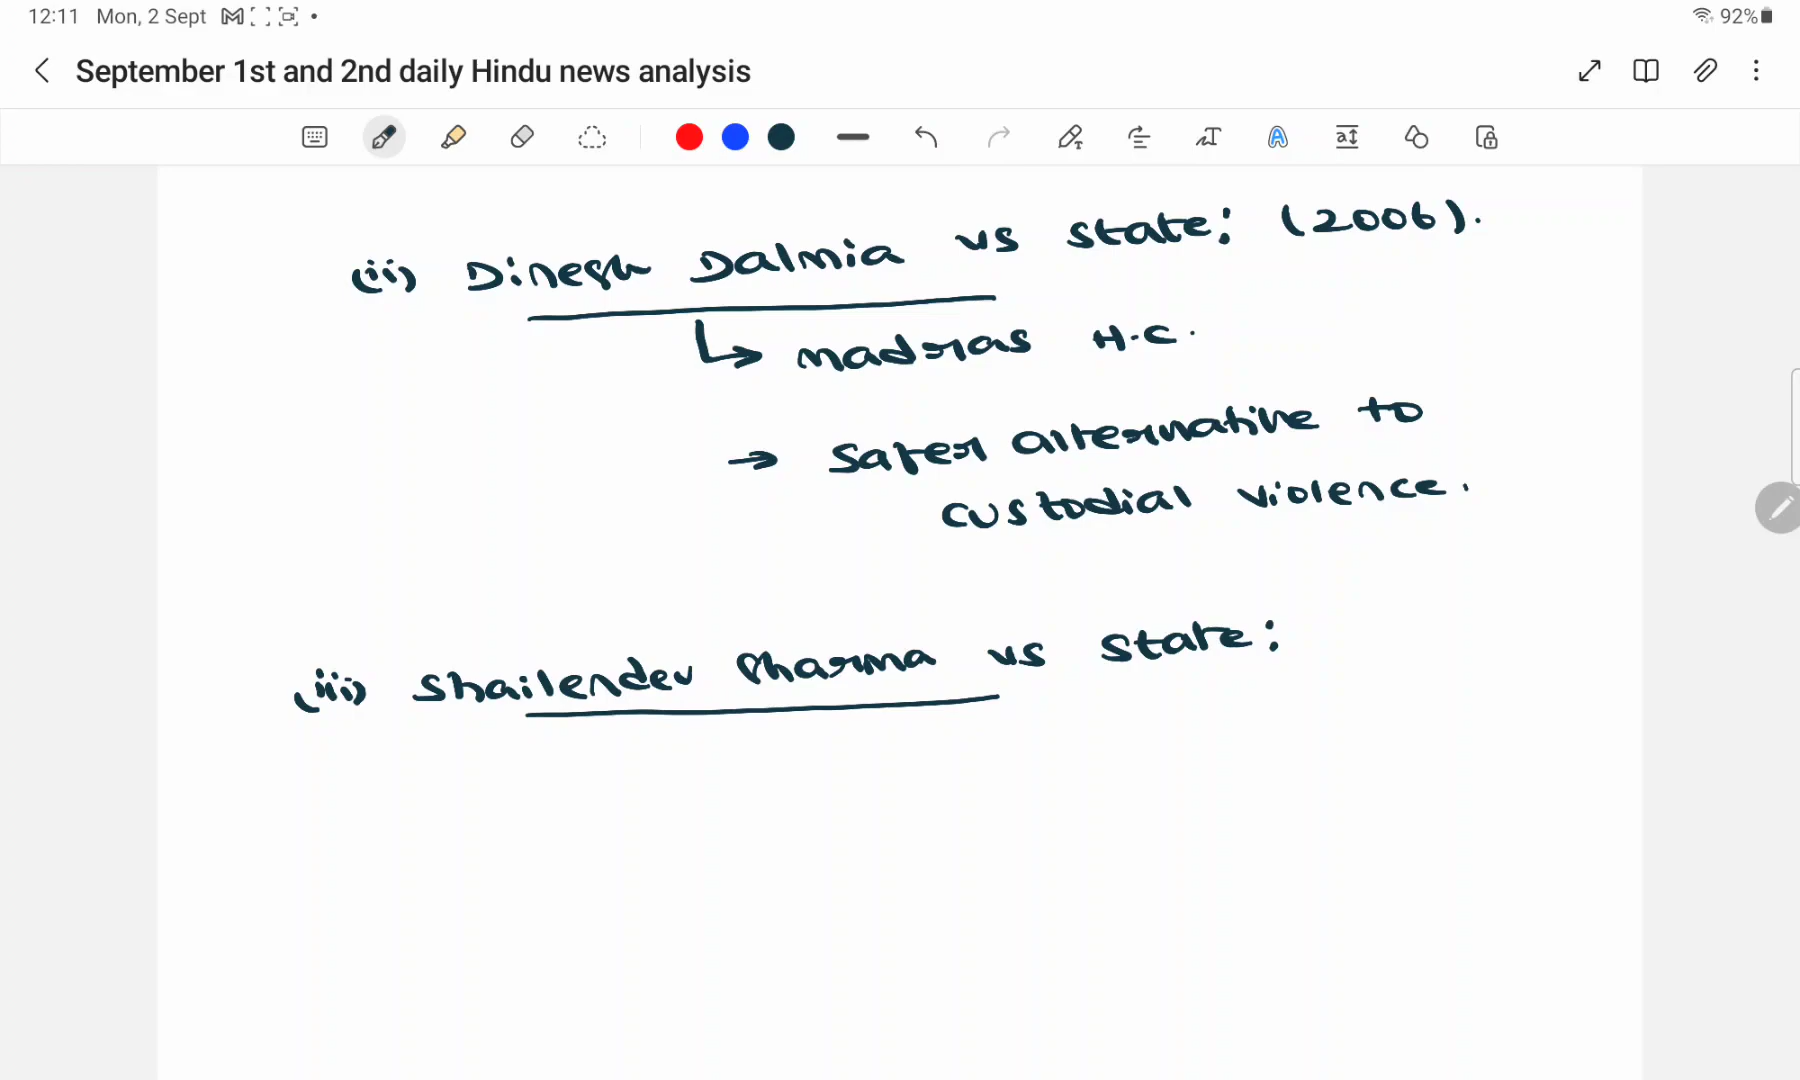 12:11 Mon, 2 Sept 92%
September 1st and 2nd daily Hindu news analysis
(ii) Dinesh Dalmia vs state: (2006).
↳ madras H.C.
→ safer alternative to
custodial violence.
(iii) Shailender Sharma vs state: